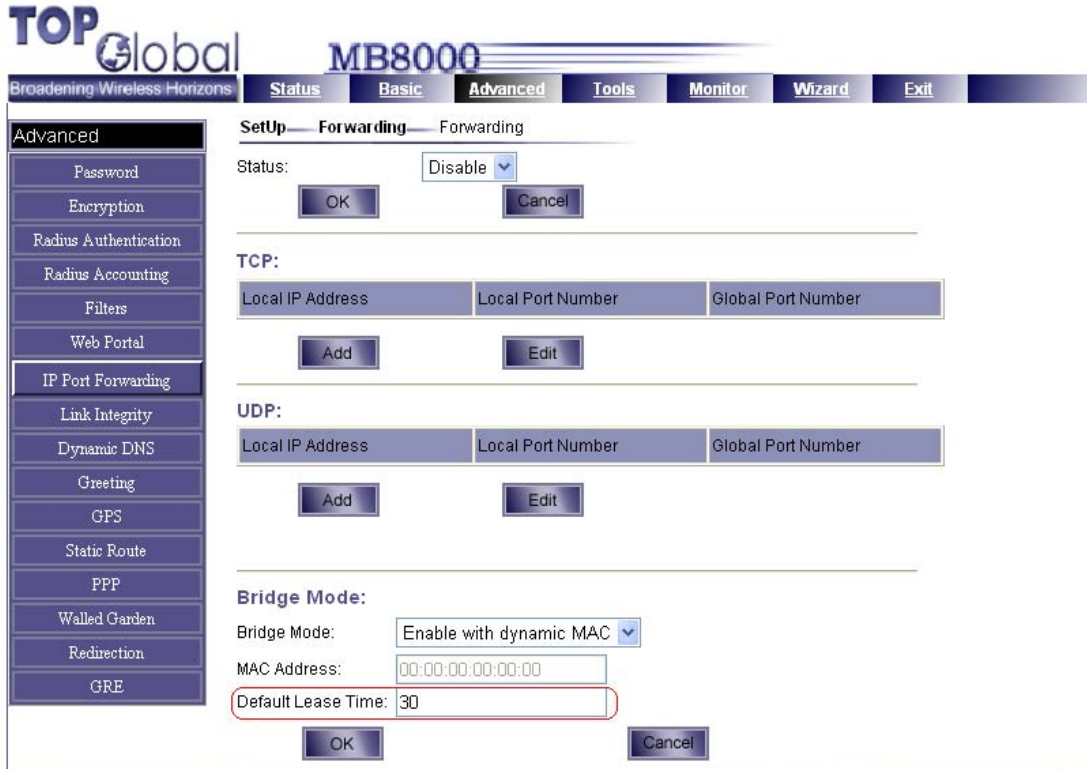 TOP Global
MB8000
Broadening Wireless Horizons
Status Basic Advanced Tools Monitor Wizard Exit
Advanced
Password
Encryption
Radius Authentication
Radius Accounting
Filters
Web Portal
IP Port Forwarding
Link Integrity
Dynamic DNS
Greeting
GPS
Static Route
PPP
Walled Garden
Redirection
GRE
SetUp Forwarding Forwarding
Status: Disable
OK Cancel
TCP:
Local IP Address Local Port Number Global Port Number
Add Edit
UDP:
Local IP Address Local Port Number Global Port Number
Add Edit
Bridge Mode:
Bridge Mode: Enable with dynamic MAC
MAC Address: 00:00:00:00:00:00
Default Lease Time: 30
OK Cancel